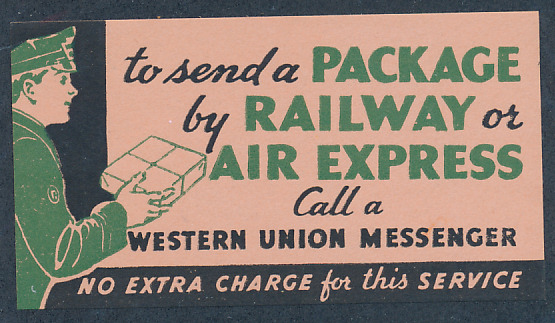 to send a PACKAGE
by RAILWAY or
AIR EXPRESS
Call a
WESTERN UNION MESSENGER
NO EXTRA CHARGE for this SERVICE